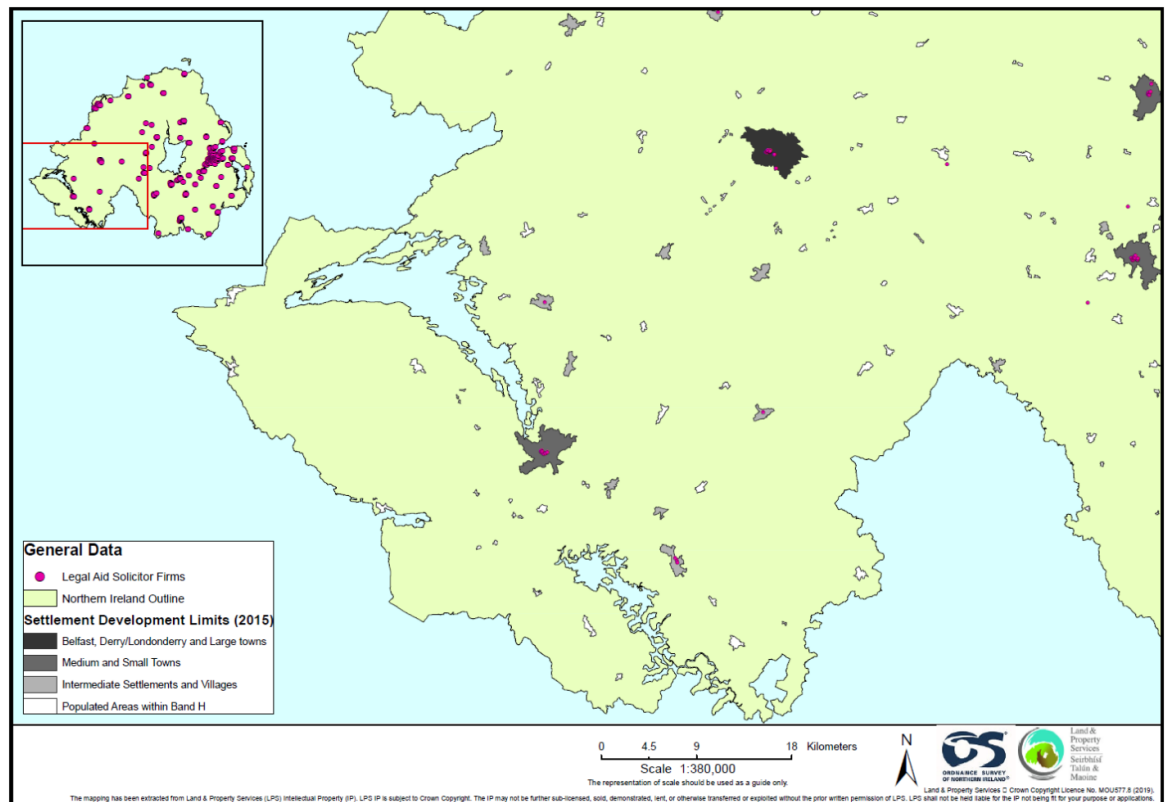 General Data
Legal Aid Solicitor Firms
Northern Ireland Outline
Settlement Development Limits (2015)
Belfast, Derry/Londonderry and Large towns
Medium and Small Towns
Intermediate Settlements and Villages
Populated Areas within Band H
0 4.5 9 18 Kilometers
Scale 1:380,000
The representation of scale should be used as a guide only.
N
OS
ORDNANCE SURVEY
OF NORTHERN IRELAND®
Land &
Property
Services
Seirbhísí
Talún &
Maoine
Land & Property Services © Crown Copyright Licence No. MOU577.8 (2019).
The mapping has been extracted from Land & Property Services (LPS) Intellectual Property (IP). LPS IP is subject to Crown Copyright. The IP may not be further sub-licensed, sold, demonstrated, lent, or otherwise transferred or exploited without the prior written permission of LPS. LPS shall not be held liable for the IP not being fit for your purpose or applications.